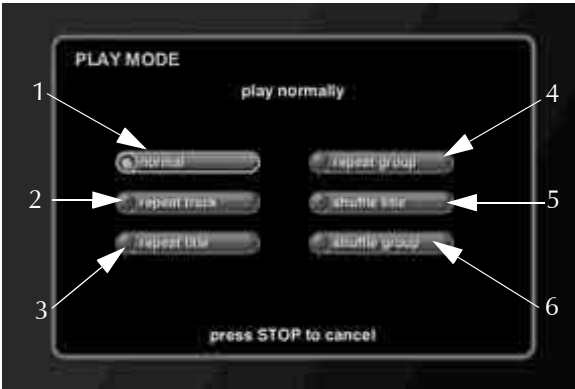 PLAY MODE
play normally
1
4
normal
repeat group
2
repeat track
shuffle title
5
3
repeat title
shuffle group
6
press STOP to cancel